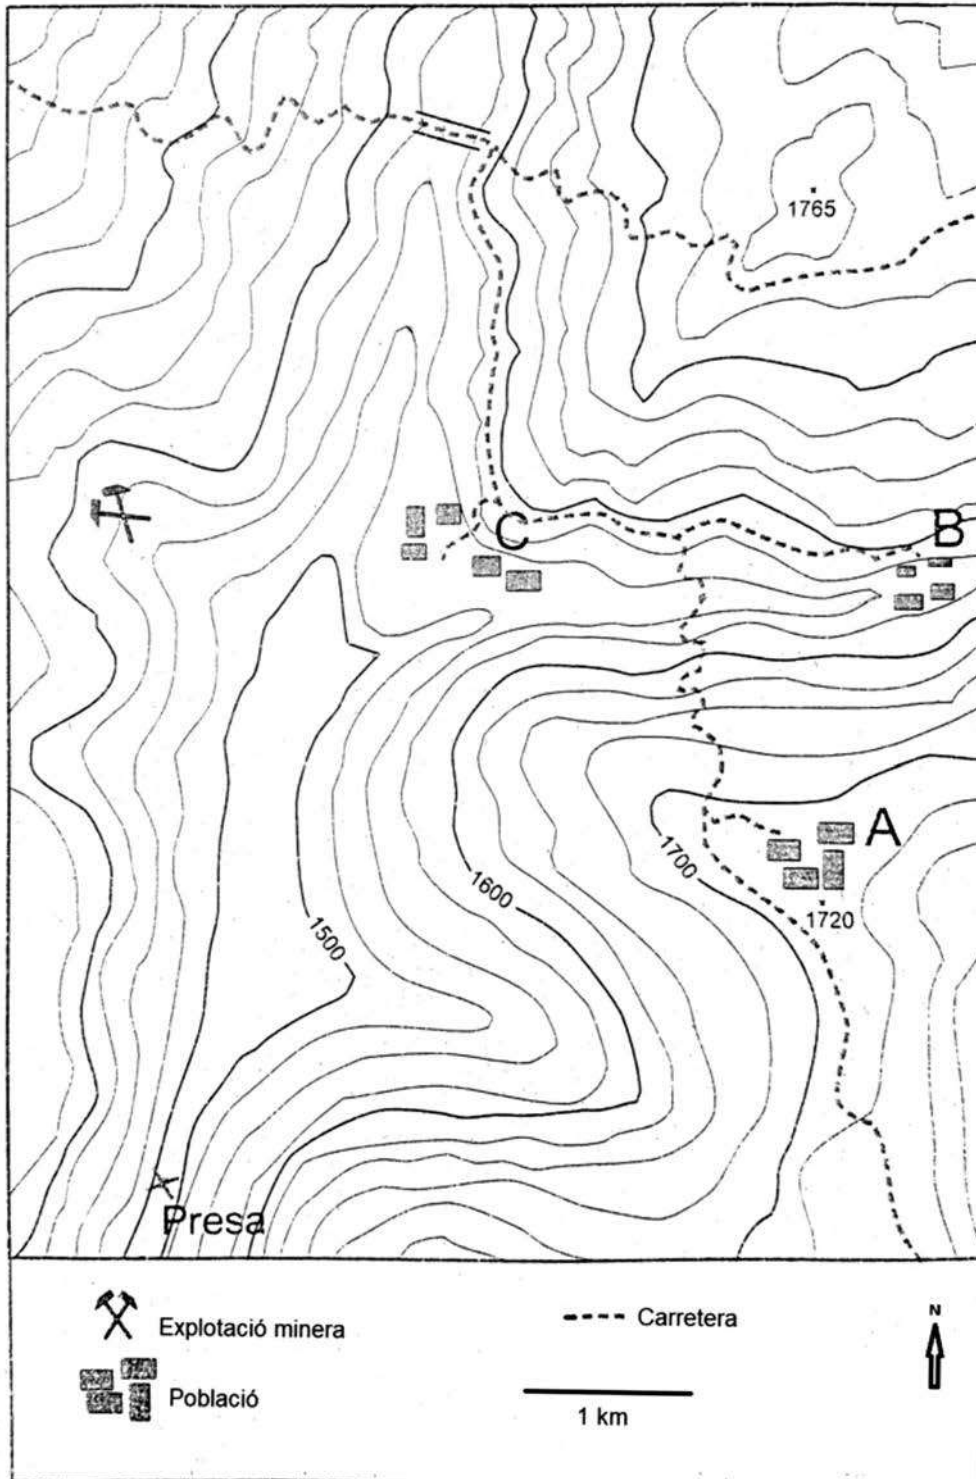 1765
B
C
A
1700
1600
1720
1500
Presa
Explotació minera
Carretera
N
Població
1 km